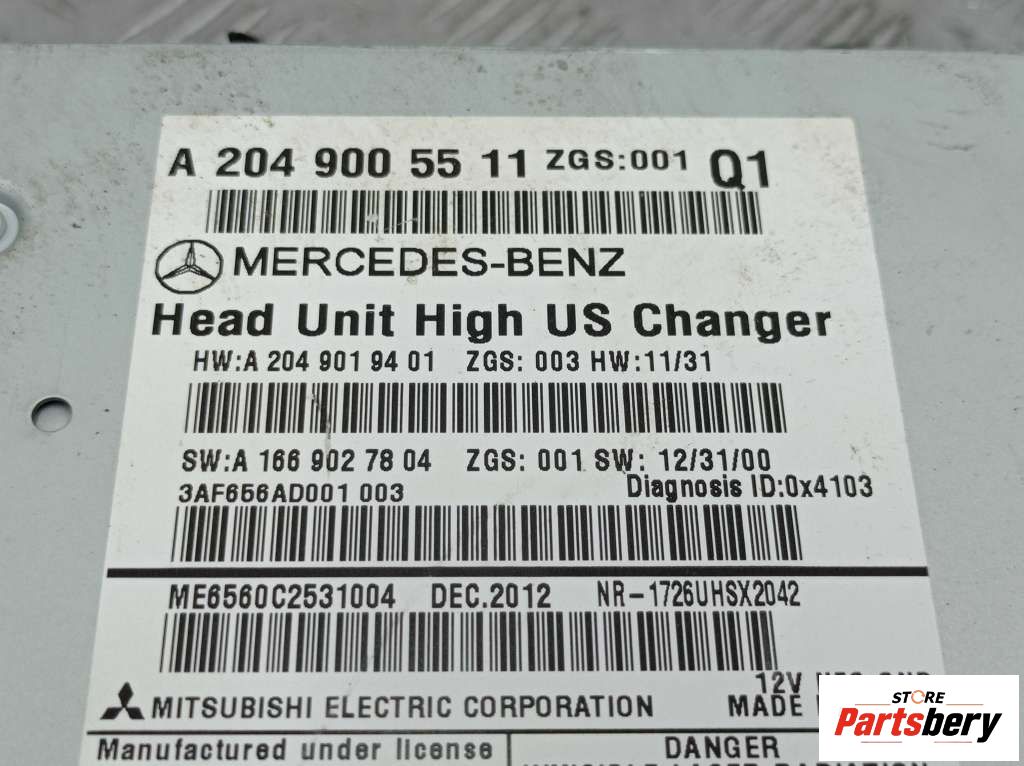 A 204 900 55 11 ZGS:001 Q1
MERCEDES-BENZ
Head Unit High US Changer
HW:A 204 901 94 01 ZGS: 003 HW:11/31
SW:A 166 902 78 04 ZGS: 001 SW: 12/31/00
3AF656AD001 003 Diagnosis ID:0x4103
ME6560C2531004 DEC.2012 NR-1726UHSX2042
12V
MITSUBISHI ELECTRIC CORPORATION MADE
Manufactured under license DANGER
STORE
Partsbery